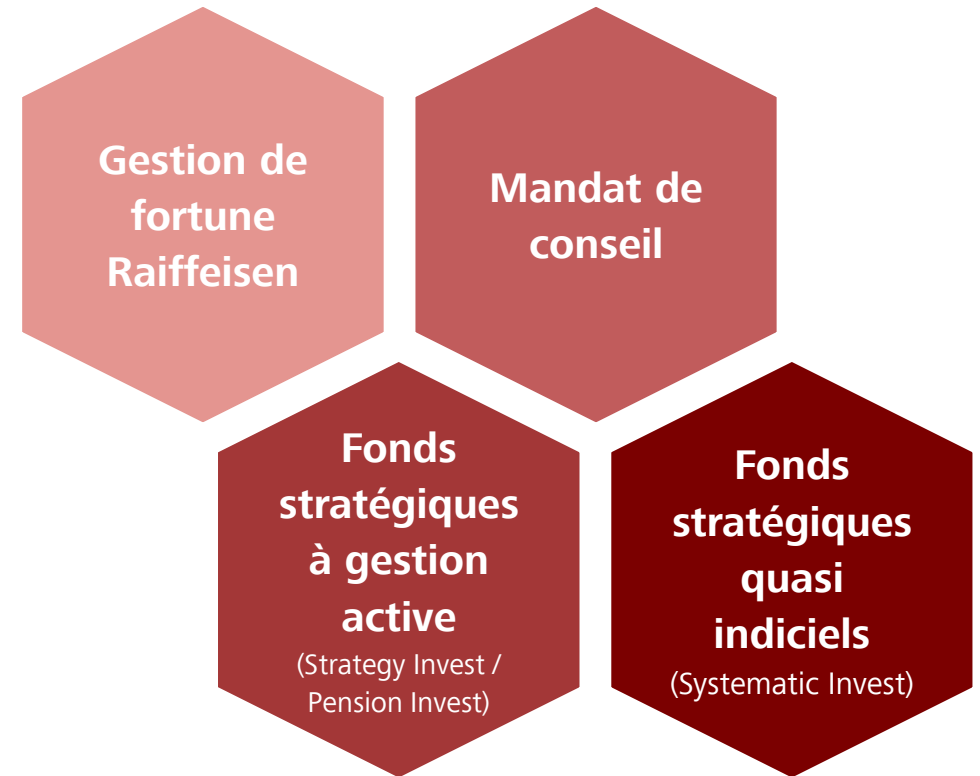 Gestion de
fortune
Raiffeisen
Mandat de
conseil
Fonds
stratégiques
à gestion
active
(Strategy Invest /
Pension Invest)
Fonds
stratégiques
quasi
indiciels
(Systematic Invest)